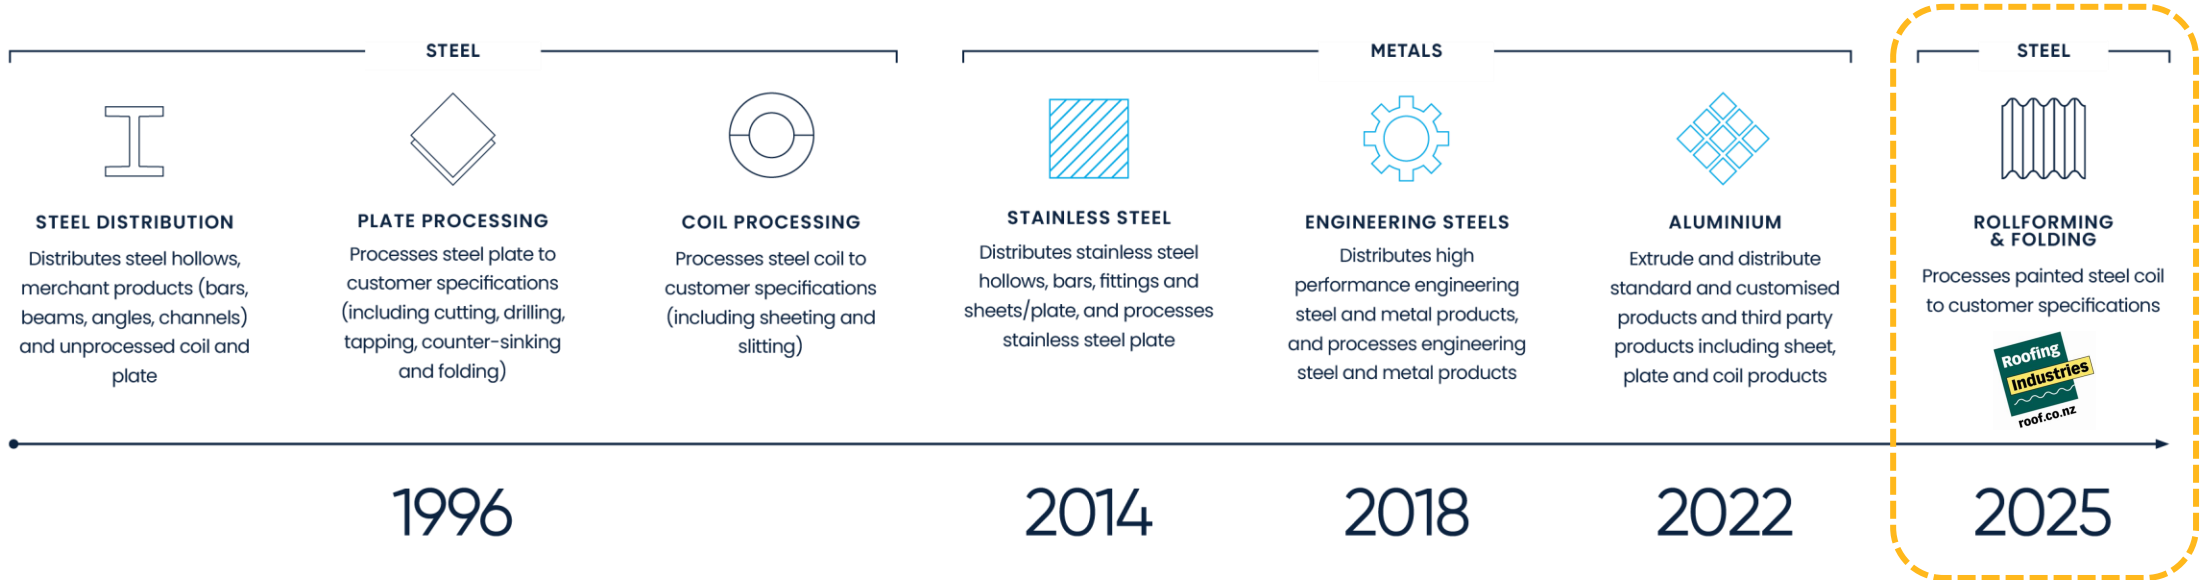 STEEL
STEEL DISTRIBUTION
Distributes steel hollows,
merchant products (bars,
beams, angles, channels)
and unprocessed coil and
plate
PLATE PROCESSING
Processes steel plate to
customer specifications
(including cutting, drilling,
tapping, counter-sinking
and folding)
COIL PROCESSING
Processes steel coil to
customer specifications
(including sheeting and
slitting)
1996
METALS
STAINLESS STEEL
Distributes stainless steel
hollows, bars, fittings and
sheets/plate, and processes
stainless steel plate
2014
ENGINEERING STEELS
Distributes high
performance engineering
steel and metal products,
and processes engineering
steel and metal products
2018
ALUMINIUM
Extrude and distribute
standard and customised
products and third party
products including sheet,
plate and coil products
2022
STEEL
ROLLFORMING
& FOLDING
Processes painted steel coil
to customer specifications
Roofing
Industries
roof.co.nz
2025